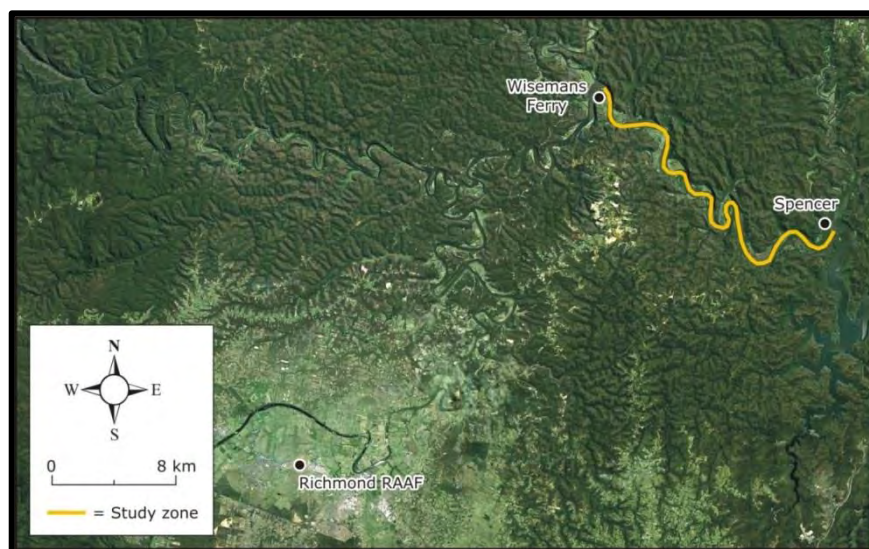 Wisemans
Ferry
Spencer
N
W E
S
0 8 km
Richmond RAAF
= Study zone